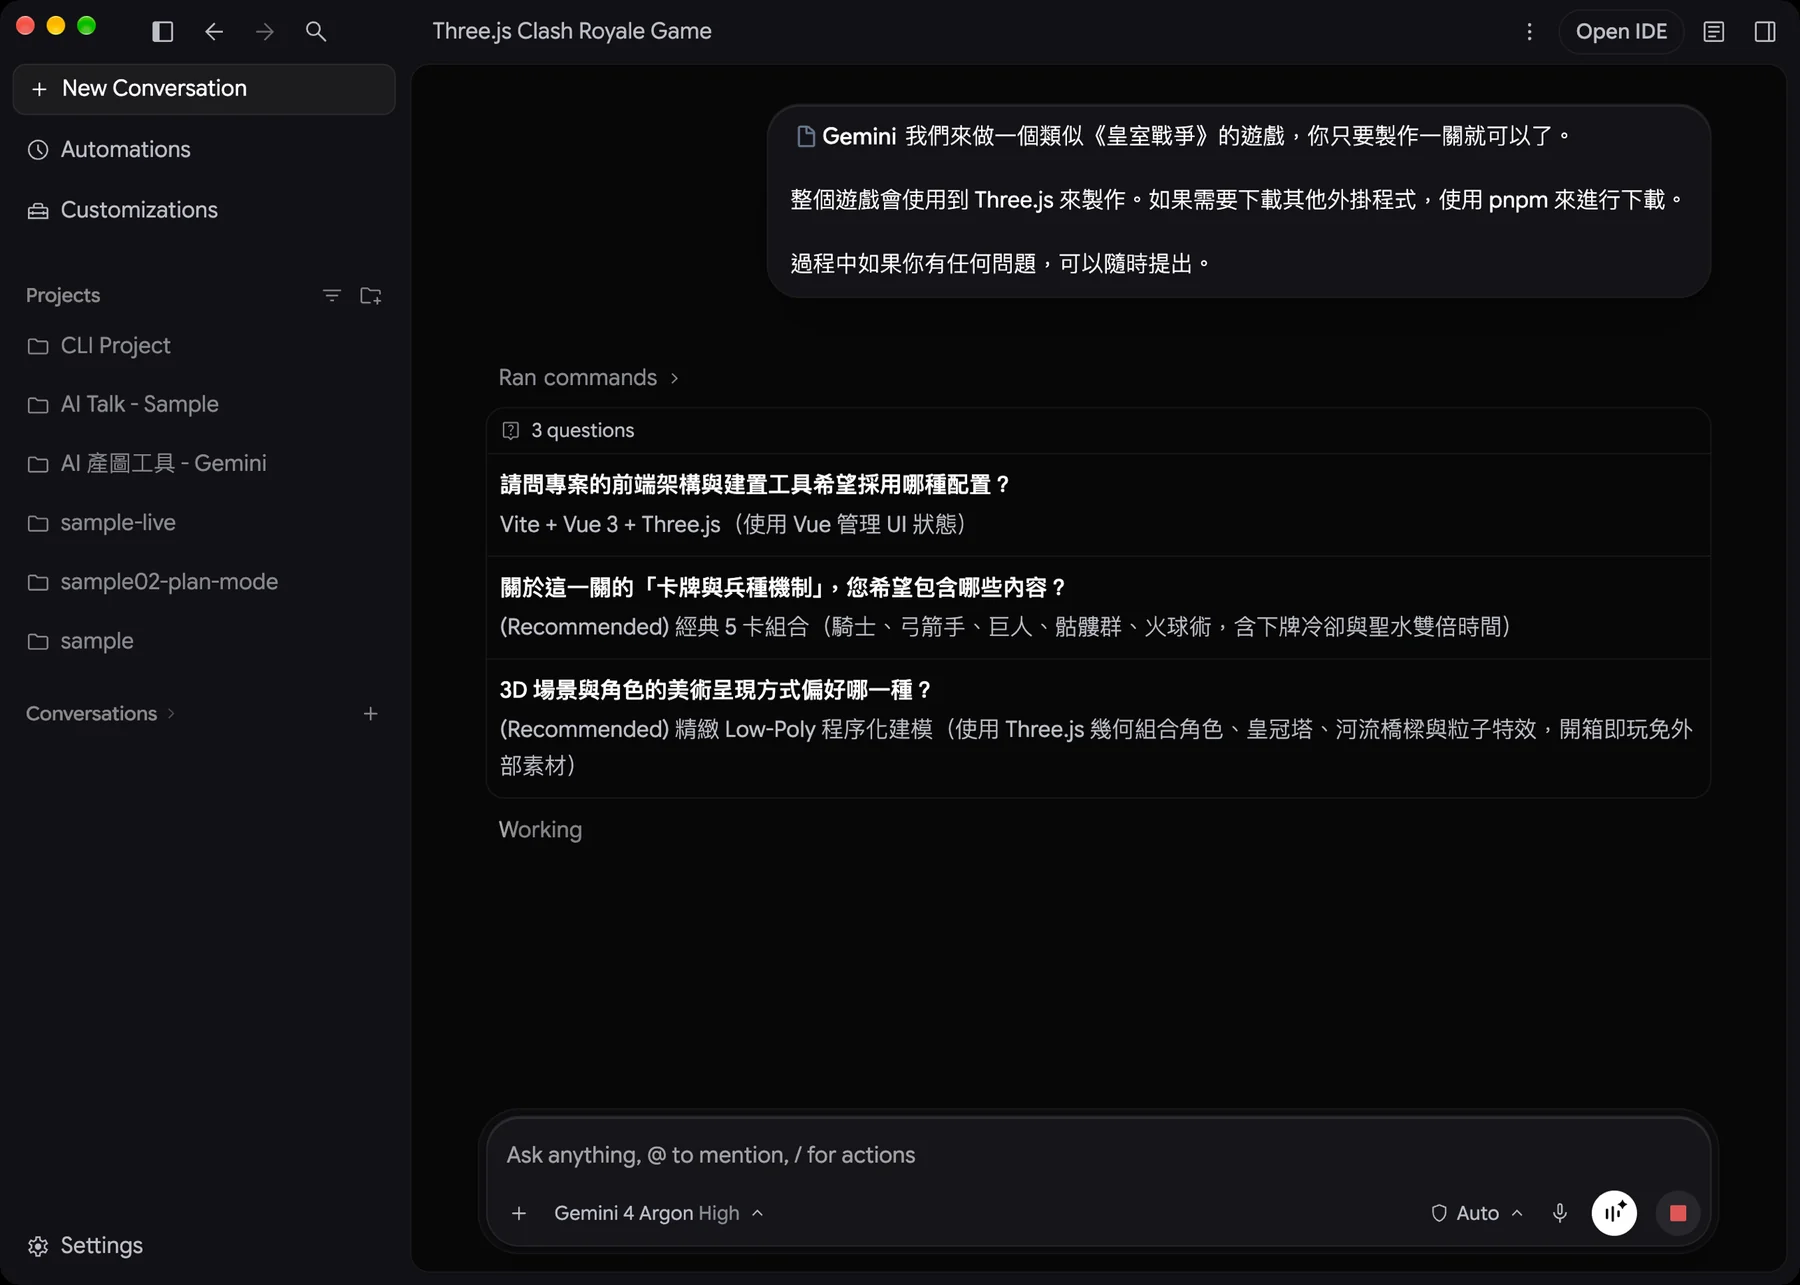 Three.js Clash Royale Game
Open IDE
New Conversation
Automations
Customizations
Projects
CLI Project
AI Talk - Sample
AI 產圖工具 - Gemini
sample-live
sample02-plan-mode
sample
Conversations
Settings
Gemini 我們來做一個類似《皇室戰爭》的遊戲，你只要製作一關就可以了。
整個遊戲會使用到 Three.js 來製作。如果需要下載其他外掛程式，使用 pnpm 來進行下載。
過程中如果你有任何問題，可以隨時提出。
Ran commands
3 questions
請問專案的前端架構與建置工具希望採用哪種配置？
Vite + Vue 3 + Three.js（使用 Vue 管理 UI 狀態）
關於這一關的「卡牌與兵種機制」，您希望包含哪些內容？
(Recommended) 經典 5 卡組合（騎士、弓箭手、巨人、骷髏群、火球術，含下牌冷卻與聖水雙倍時間）
3D 場景與角色的美術呈現方式偏好哪一種？
(Recommended) 精緻 Low-Poly 程序化建模（使用 Three.js 幾何組合角色、皇冠塔、河流橋樑與粒子特效，開箱即玩免外
部素材）
Working
Ask anything, @ to mention, / for actions
Gemini 4 Argon High
Auto